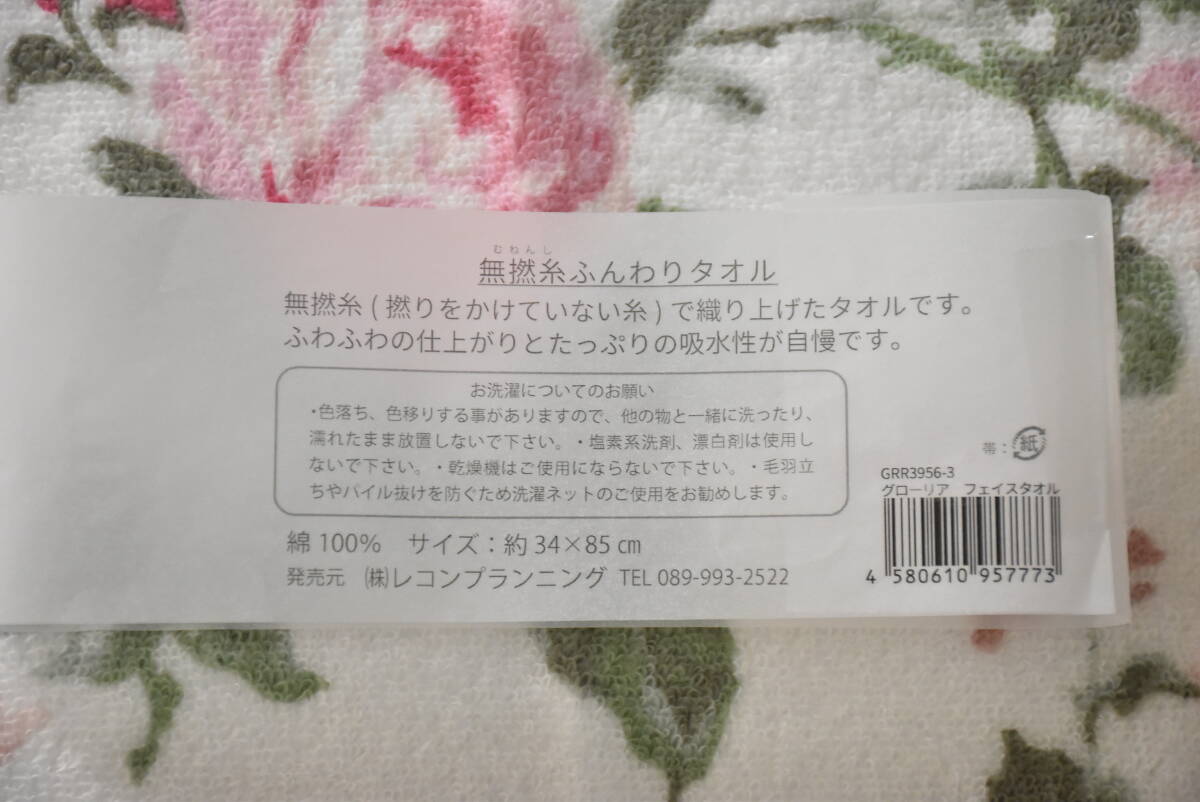 むねんし
無撚糸ふんわりタオル
無撚糸(撚りをかけていない糸)で織り上げたタオルです。
ふわふわの仕上がりとたっぷりの吸水性が自慢です。
お洗濯についてのお願い
・色落ち、色移りする事がありますので、他の物と一緒に洗ったり、
濡れたまま放置しないで下さい。・塩素系洗剤、漂白剤は使用し
ないで下さい。・乾燥機はご使用にならないで下さい。・毛羽立
ちやパイル抜けを防ぐため洗濯ネットのご使用をお勧めします。
綿 100%　サイズ：約 34×85 ㎝
発売元　㈱レコンプランニング TEL 089-993-2522
帯：紙
GRR3956-3
グローリア　フェイスタオル
4 580610 957773